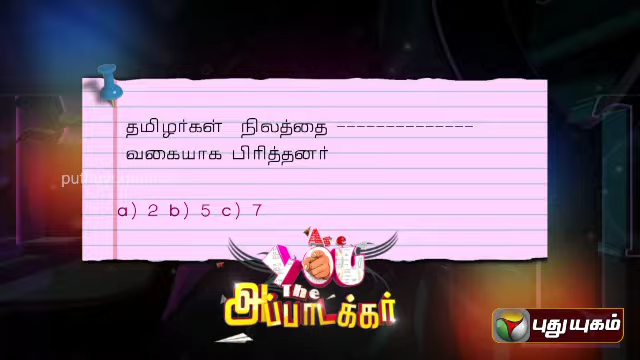 தமிழர்கள் நிலத்தை --------------
வகையாக பிரித்தனர்
a) 2 b) 5 c) 7
Are
YOU
The
அப்பாடக்கர்
புதுயுகம்